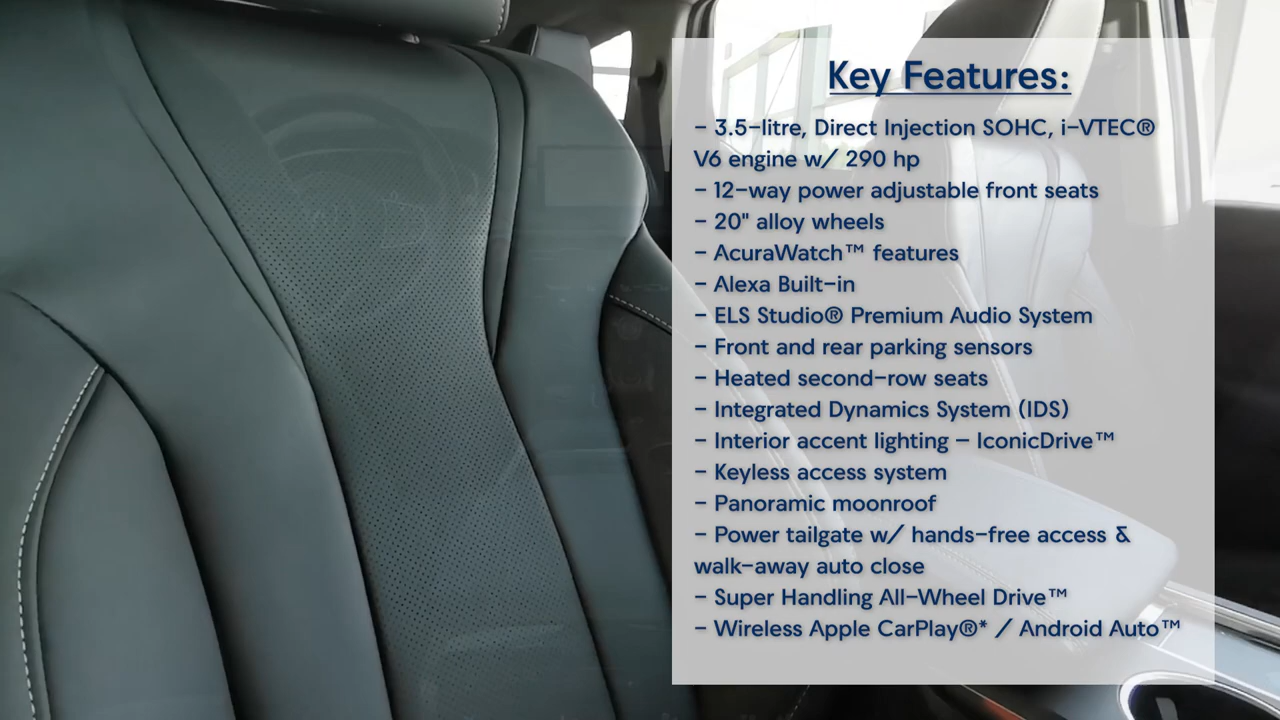 Key Features:
- 3.5-litre, Direct Injection SOHC, i-VTEC®
V6 engine w/ 290 hp
- 12-way power adjustable front seats
- 20" alloy wheels
- AcuraWatch™ features
- Alexa Built-in
- ELS Studio® Premium Audio System
- Front and rear parking sensors
- Heated second-row seats
- Integrated Dynamics System (IDS)
- Interior accent lighting - IconicDrive™
- Keyless access system
- Panoramic moonroof
- Power tailgate w/ hands-free access &
walk-away auto close
- Super Handling All-Wheel Drive™
- Wireless Apple CarPlay®* / Android Auto™